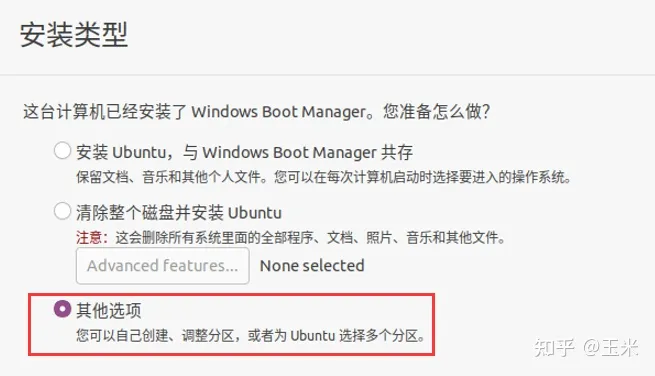 安装类型
这台计算机已经安装了 Windows Boot Manager。您准备怎么做?
安装 Ubuntu，与 Windows Boot Manager 共存
保留文档、音乐和其他个人文件。您可以在每次计算机启动时选择要进入的操作系统。
清除整个磁盘并安装 Ubuntu
注意：这会删除所有系统里面的全部程序、文档、照片、音乐和其他文件。
Advanced features... None selected
其他选项
您可以自己创建、调整分区，或者为 Ubuntu 选择多个分区。
知乎 @玉米